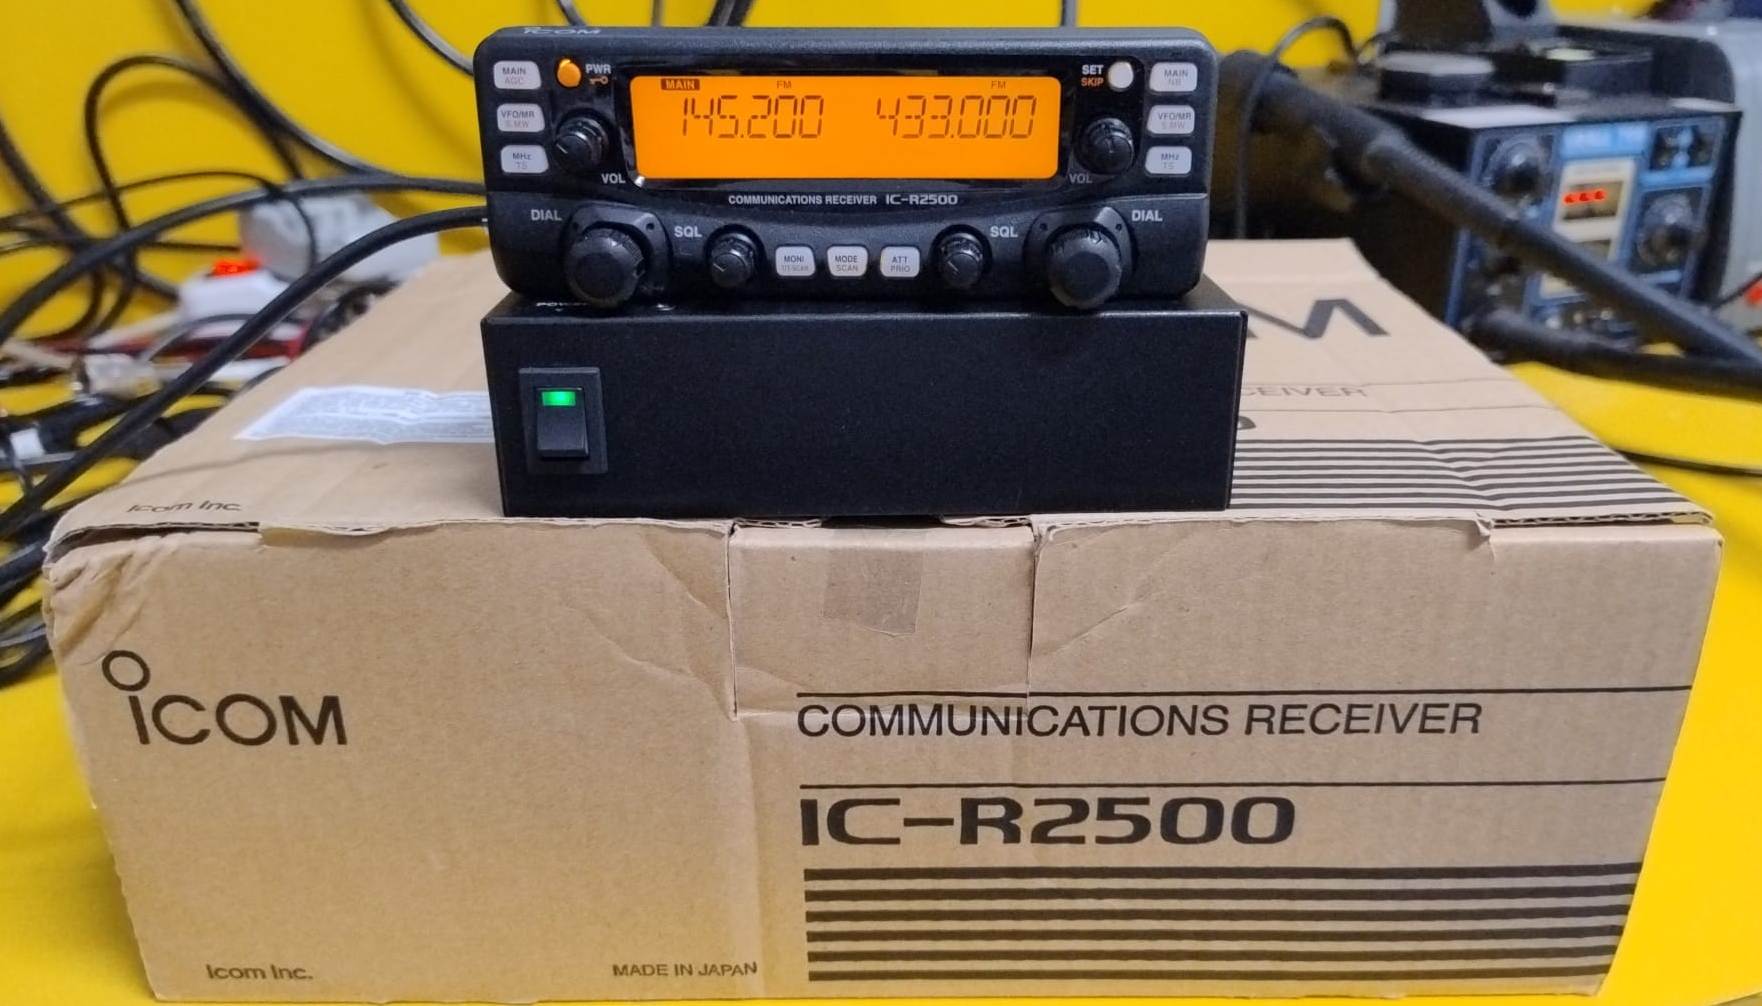 ICOM
MAIN
AGC
PWR
MAIN
FM
FM
SET
SKIP
MAIN
NB
VFO/MR
S.MW
145.200
433.000
VFO/MR
S.MW
MHz
TS
VOL
VOL
MHz
TS
COMMUNICATIONS RECEIVER IC-R2500
DIAL
SQL
MONI
MODE
SCAN
ATT
PRIO
SQL
DIAL
CEIVER
Icom Inc.
ICOM
COMMUNICATIONS RECEIVER
IC-R2500
Icom Inc.
MADE IN JAPAN